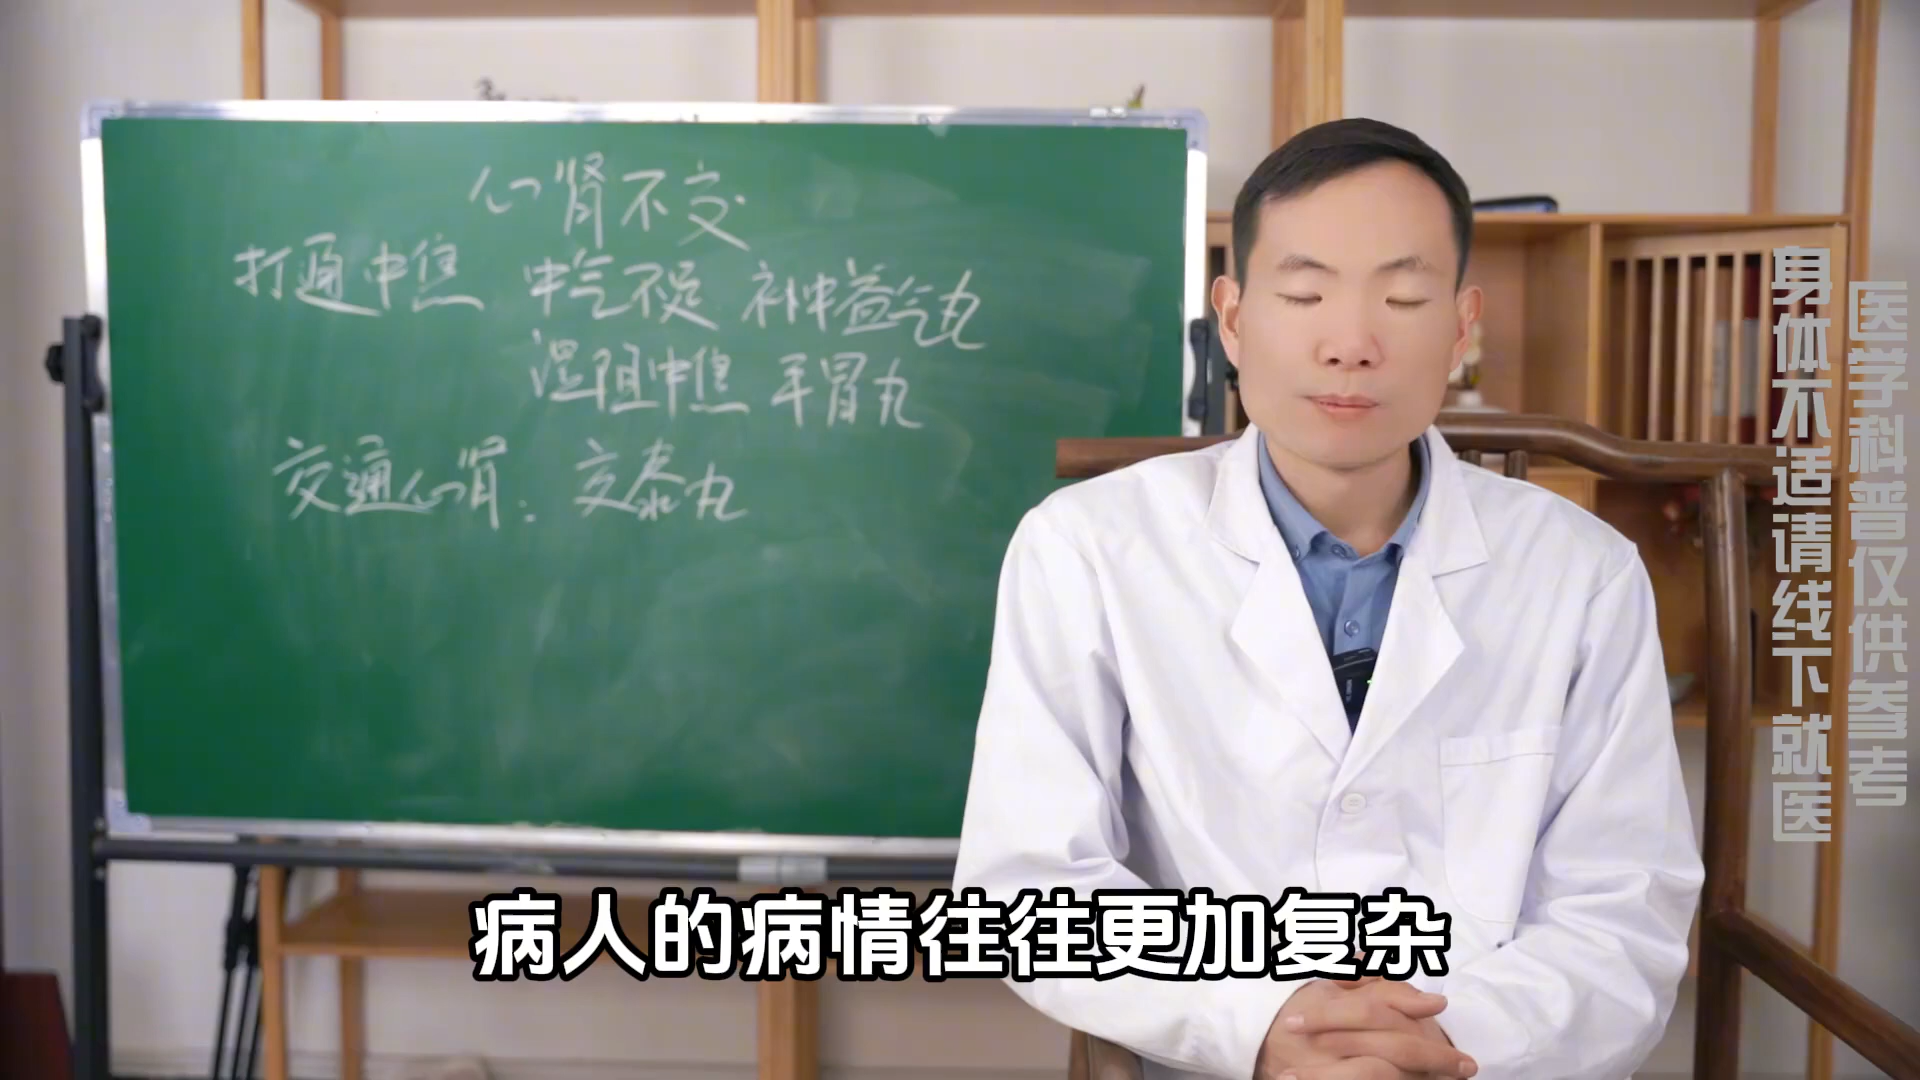 心肾不交
打通中焦 中气不足 补中益气丸
湿阻中焦 平胃丸
交通心肾：交泰丸
医学科普仅供参考
身体不适请线下就医
病人的病情往往更加复杂